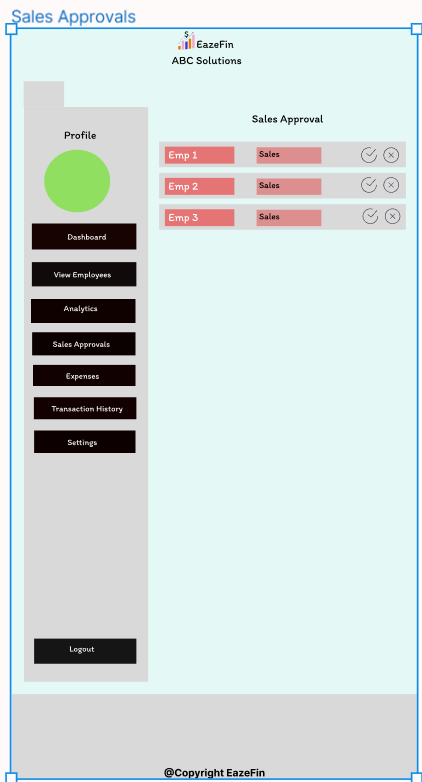 Sales Approvals
$
EazeFin
ABC Solutions
Profile
Dashboard
View Employees
Analytics
Sales Approvals
Expenses
Transaction History
Settings
Logout
Sales Approval
Emp 1 Sales
Emp 2 Sales
Emp 3 Sales
@Copyright EazeFin